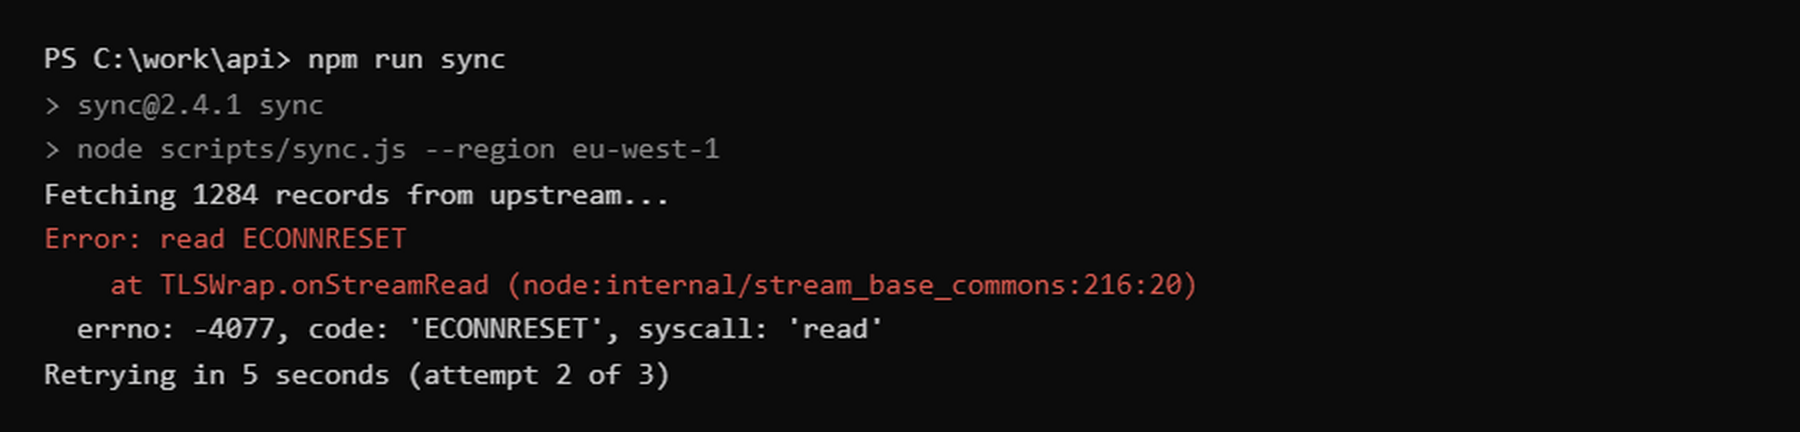 PS C:\work\api> npm run sync
> sync@2.4.1 sync
> node scripts/sync.js --region eu-west-1
Fetching 1284 records from upstream...
Error: read ECONNRESET
    at TLSWrap.onStreamRead (node:internal/stream_base_commons:216:20)
  errno: -4077, code: 'ECONNRESET', syscall: 'read'
Retrying in 5 seconds (attempt 2 of 3)